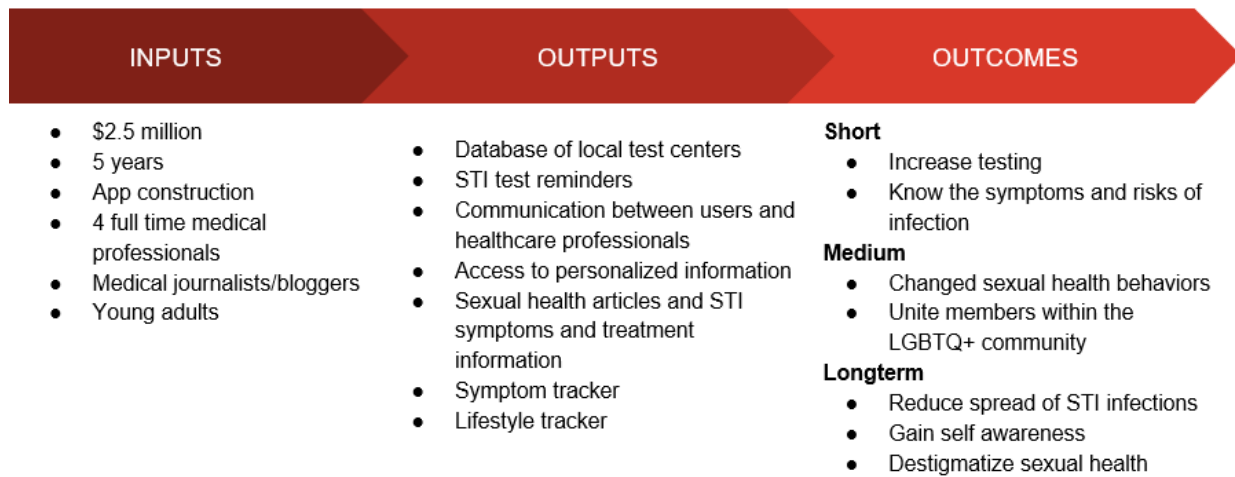 INPUTS
OUTPUTS
OUTCOMES
● $2.5 million
● 5 years
● App construction
● 4 full time medical
professionals
● Medical journalists/bloggers
● Young adults
● Database of local test centers
● STI test reminders
● Communication between users and
healthcare professionals
● Access to personalized information
● Sexual health articles and STI
symptoms and treatment
information
● Symptom tracker
● Lifestyle tracker
Short
● Increase testing
● Know the symptoms and risks of
infection
Medium
● Changed sexual health behaviors
● Unite members within the
LGBTQ+ community
Longterm
● Reduce spread of STI infections
● Gain self awareness
● Destigmatize sexual health